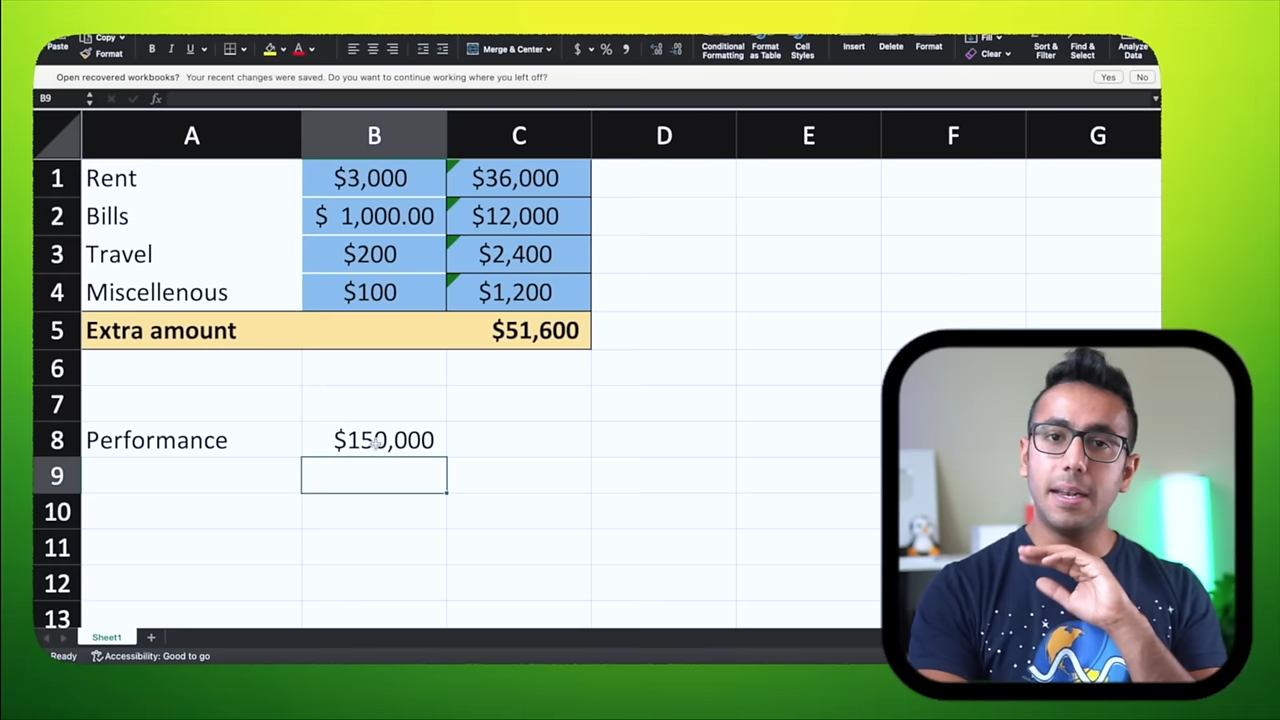 Paste Copy Format B I U A Merge & Center $ % , Conditional Formatting Format as Table Cell Styles Insert Delete Format Fill Clear Sort & Filter Find & Select Analyze Data
Open recovered workbooks? Your recent changes were saved. Do you want to continue working where you left off? Yes No
B9 fx
A B C D E F G
1 Rent $3,000 $36,000
2 Bills $ 1,000.00 $12,000
3 Travel $200 $2,400
4 Miscellenous $100 $1,200
5 Extra amount $51,600
6
7
8 Performance $150,000
9
10
11
12
13
Sheet1 +
Ready Accessibility: Good to go